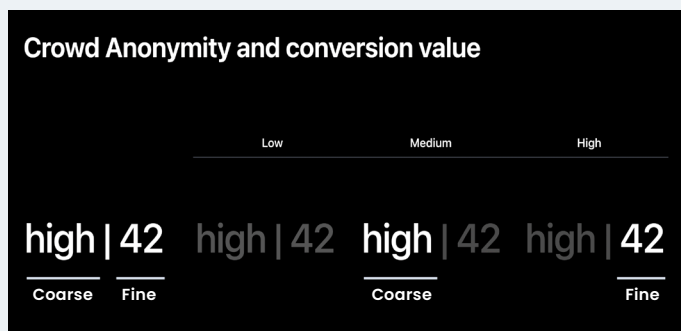 Crowd Anonymity and conversion value
Low Medium High
high | 42 high | 42 high | 42 high | 42
Coarse Fine Coarse Fine